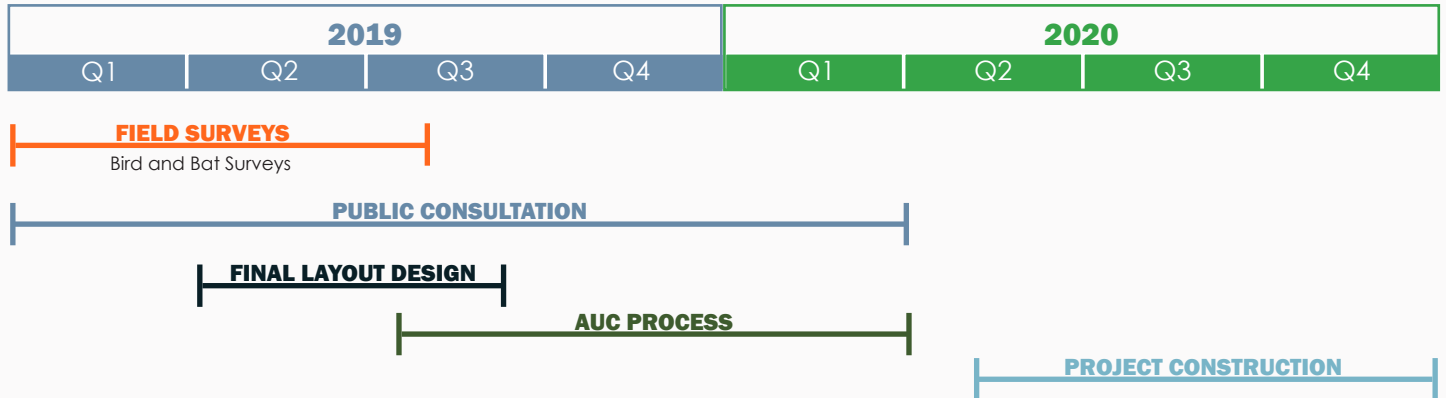 2019 2020
Q1 Q2 Q3 Q4 Q1 Q2 Q3 Q4
FIELD SURVEYS
Bird and Bat Surveys
PUBLIC CONSULTATION
FINAL LAYOUT DESIGN
AUC PROCESS
PROJECT CONSTRUCTION